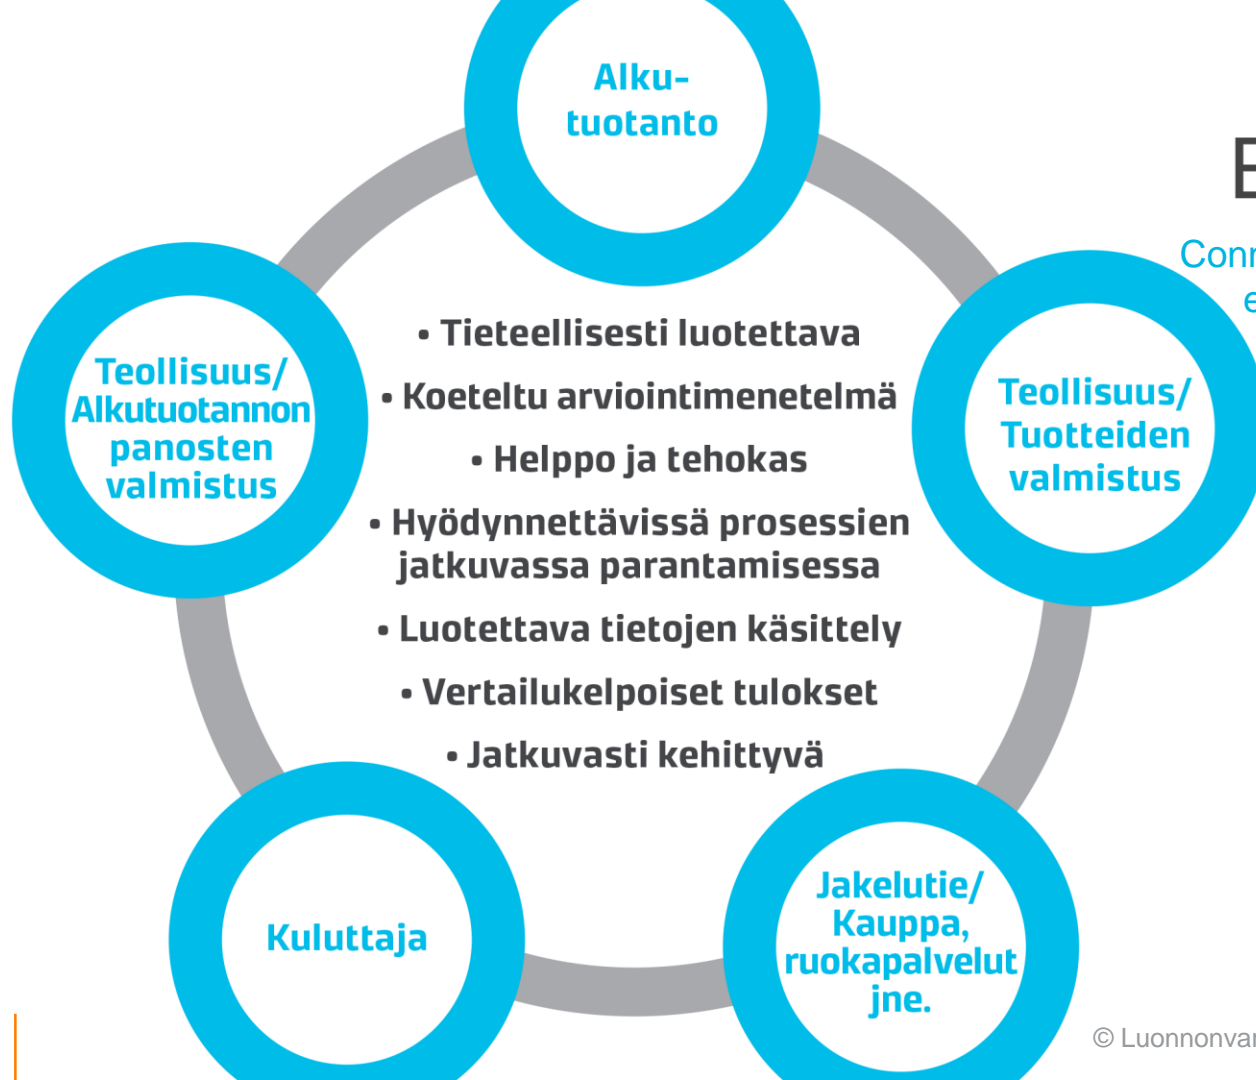 Alku-
tuotanto
Teollisuus/
Alkutuotannon
panosten
valmistus
• Tieteellisesti luotettava
• Koeteltu arviointimenetelmä
• Helppo ja tehokas
• Hyödynnettävissä prosessien
jatkuvassa parantamisessa
• Luotettava tietojen käsittely
• Vertailukelpoiset tulokset
• Jatkuvasti kehittyvä
Teollisuus/
Tuotteiden
valmistus
Kuluttaja
Jakelutie/
Kauppa,
ruokapalvelut
jne.
©